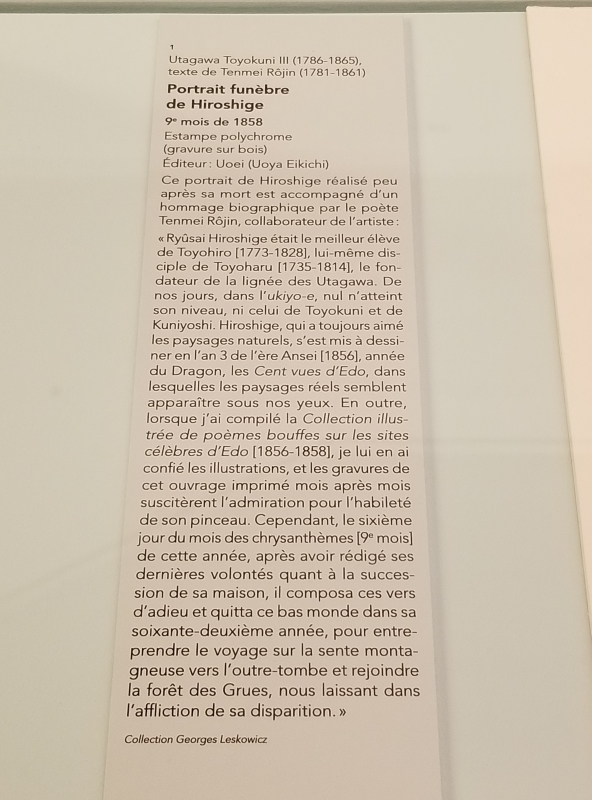 1
Utagawa Toyokuni III (1786-1865),
texte de Tenmei Rôjin (1781-1861)
Portrait funèbre
de Hiroshige
9e mois de 1858
Estampe polychrome
(gravure sur bois)
Éditeur : Uoei (Uoya Eikichi)
Ce portrait de Hiroshige réalisé peu
après sa mort est accompagné d'un
hommage biographique par le poète
Tenmei Rôjin, collaborateur de l'artiste :
« Ryûsai Hiroshige était le meilleur élève
de Toyohiro [1773-1828], lui-même dis-
ciple de Toyoharu [1735-1814], le fon-
dateur de la lignée des Utagawa. De
nos jours, dans l'ukiyo-e, nul n'atteint
son niveau, ni celui de Toyokuni et de
Kuniyoshi. Hiroshige, qui a toujours aimé
les paysages naturels, s'est mis à dessi-
ner en l'an 3 de l'ère Ansei [1856], année
du Dragon, les Cent vues d'Edo, dans
lesquelles les paysages réels semblent
apparaître sous nos yeux. En outre,
lorsque j'ai compilé la Collection illus-
trée de poèmes bouffes sur les sites
célèbres d'Edo [1856-1858], je lui en ai
confié les illustrations, et les gravures de
cet ouvrage imprimé mois après mois
suscitèrent l'admiration pour l'habileté
de son pinceau. Cependant, le sixième
jour du mois des chrysanthèmes [9e mois]
de cette année, après avoir rédigé ses
dernières volontés quant à la succes-
sion de sa maison, il composa ces vers
d'adieu et quitta ce bas monde dans sa
soixante-deuxième année, pour entre-
prendre le voyage sur la sente monta-
gneuse vers l'outre-tombe et rejoindre
la forêt des Grues, nous laissant dans
l'affliction de sa disparition. »
Collection Georges Leskowicz